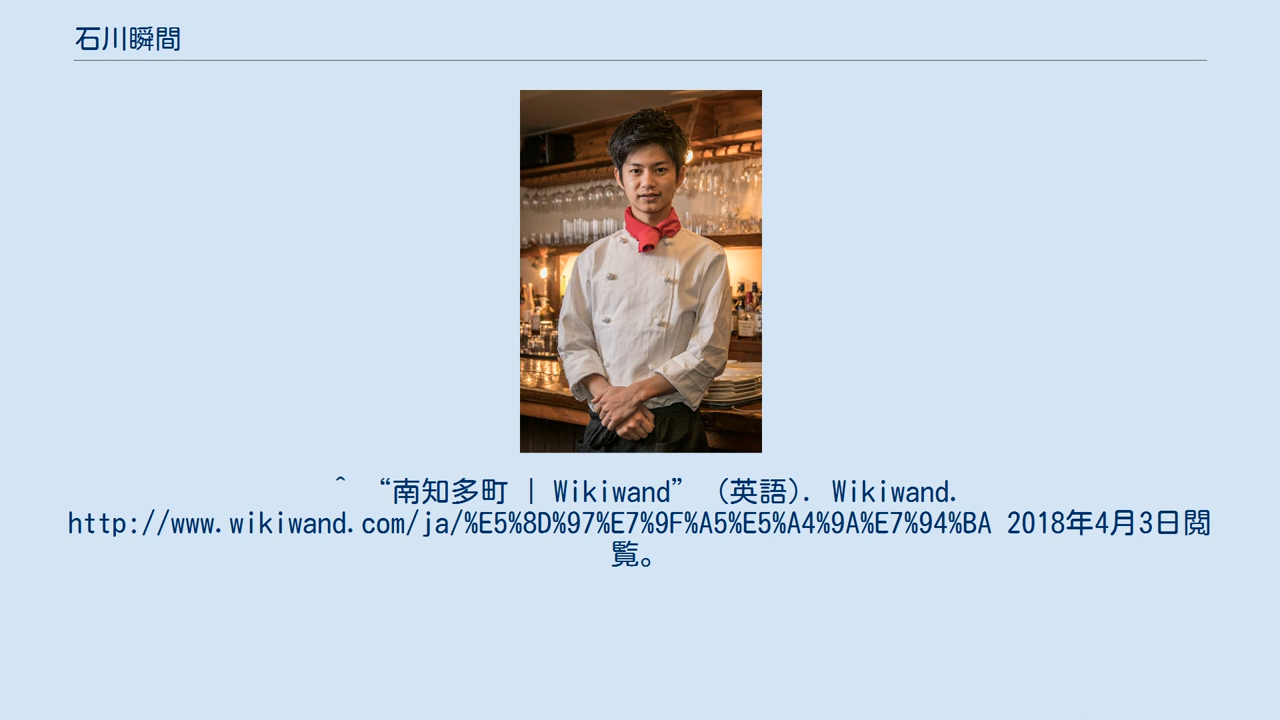 石川瞬間
^ “南知多町 | Wikiwand” (英語). Wikiwand.
http://www.wikiwand.com/ja/%E5%8D%97%E7%9F%A5%E5%A4%9A%E7%94%BA 2018年4月3日閲
覧。